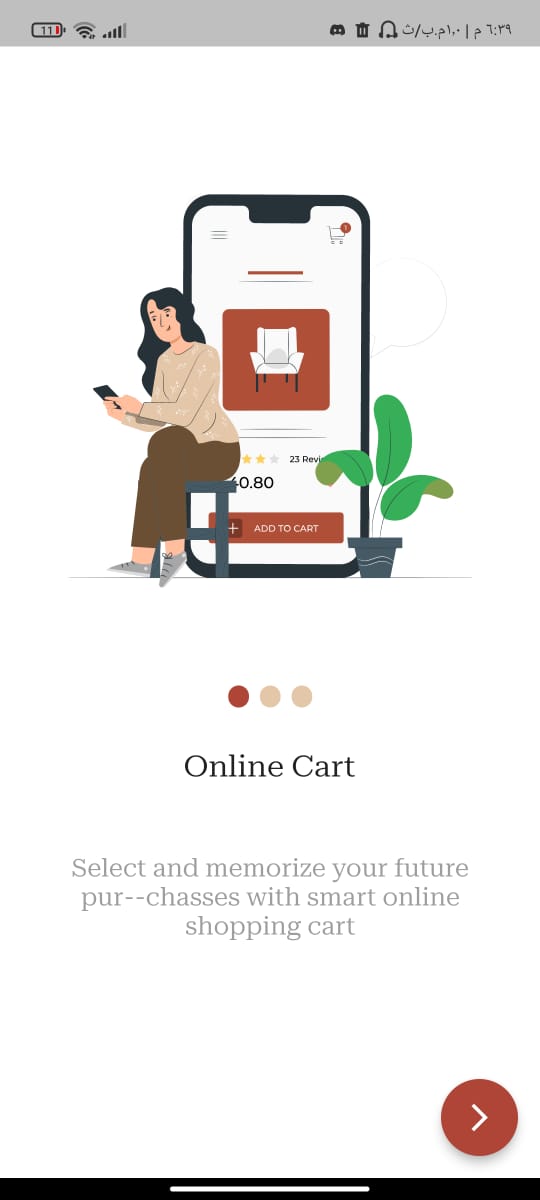 11
٦:٣٩ م | ١,٠م.ب/ث
1
23 Revi
0.80
ADD TO CART
Online Cart
Select and memorize your future
pur--chasses with smart online
shopping cart